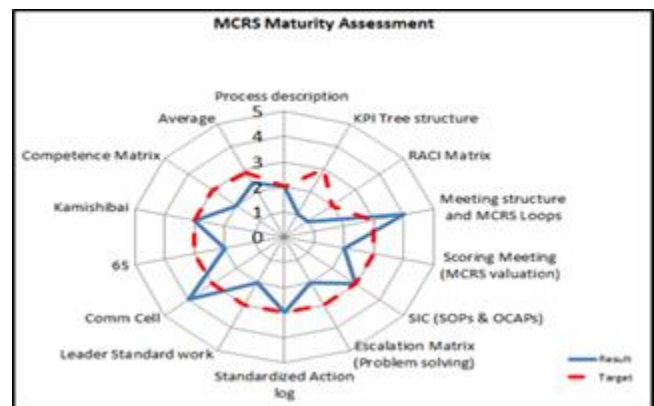 MCRS Maturity Assessment
Process description
KPI Tree structure
RACI Matrix
Meeting structure
and MCRS Loops
Scoring Meeting
(MCRS valuation)
SIC (SOPs & OCAPs)
Escalation Matrix
(Problem solving)
Standardized Action
log
Leader Standard work
Comm Cell
6S
Kamishibai
Competence Matrix
Average
5
4
3
2
1
0
Result
Target